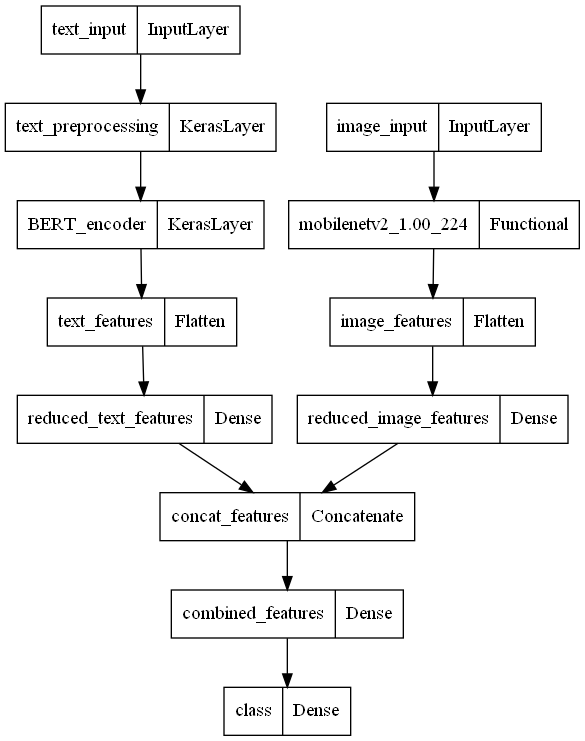 text_input InputLayer
text_preprocessing KerasLayer
image_input InputLayer
BERT_encoder KerasLayer
mobilenetv2_1.00_224 Functional
text_features Flatten
image_features Flatten
reduced_text_features Dense
reduced_image_features Dense
concat_features Concatenate
combined_features Dense
class Dense